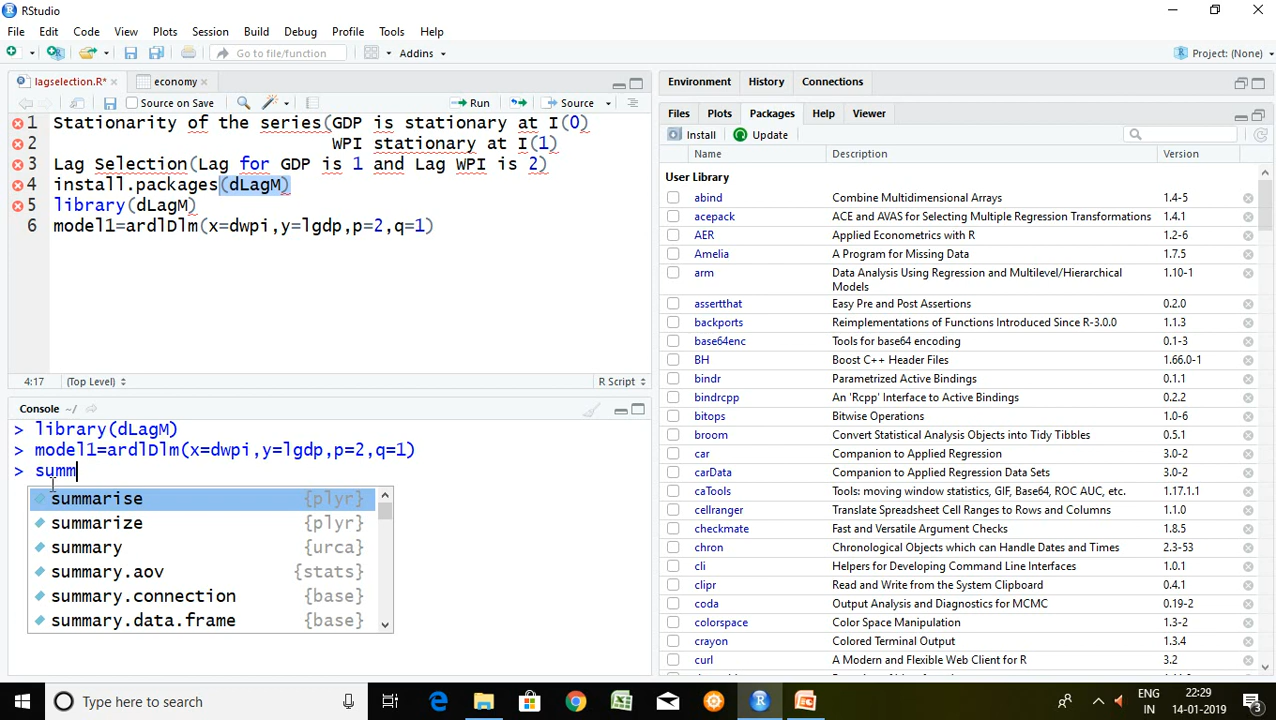 RStudio
File Edit Code View Plots Session Build Debug Profile Tools Help
Go to file/function Addins Project: (None)
lagselection.R* economy
Source on Save Run Source
1 Stationarity of the series(GDP is stationary at I(0)
2 WPI stationary at I(1)
3 Lag Selection(Lag for GDP is 1 and Lag WPI is 2)
4 install.packages(dLagM)
5 library(dLagM)
6 model1=ardlDlm(x=dwpi,y=lgdp,p=2,q=1)
4:17 (Top Level) R Script
Console ~/
> library(dLagM)
> model1=ardlDlm(x=dwpi,y=lgdp,p=2,q=1)
> summ
summarise {plyr}
summarize {plyr}
summary {urca}
summary.aov {stats}
summary.connection {base}
summary.data.frame {base}
Environment History Connections
Files Plots Packages Help Viewer
Install Update
Name Description Version
User Library
abind Combine Multidimensional Arrays 1.4-5
acepack ACE and AVAS for Selecting Multiple Regression Transformations 1.4.1
AER Applied Econometrics with R 1.2-6
Amelia A Program for Missing Data 1.7.5
arm Data Analysis Using Regression and Multilevel/Hierarchical 1.10-1
Models
assertthat Easy Pre and Post Assertions 0.2.0
backports Reimplementations of Functions Introduced Since R-3.0.0 1.1.3
base64enc Tools for base64 encoding 0.1-3
BH Boost C++ Header Files 1.66.0-1
bindr Parametrized Active Bindings 0.1.1
bindrcpp An 'Rcpp' Interface to Active Bindings 0.2.2
bitops Bitwise Operations 1.0-6
broom Convert Statistical Analysis Objects into Tidy Tibbles 0.5.1
car Companion to Applied Regression 3.0-2
carData Companion to Applied Regression Data Sets 3.0-2
caTools Tools: moving window statistics, GIF, Base64, ROC AUC, etc. 1.17.1.1
cellranger Translate Spreadsheet Cell Ranges to Rows and Columns 1.1.0
checkmate Fast and Versatile Argument Checks 1.8.5
chron Chronological Objects which can Handle Dates and Times 2.3-53
cli Helpers for Developing Command Line Interfaces 1.0.1
clipr Read and Write from the System Clipboard 0.4.1
coda Output Analysis and Diagnostics for MCMC 0.19-2
colorspace Color Space Manipulation 1.3-2
crayon Colored Terminal Output 1.3.4
curl A Modern and Flexible Web Client for R 3.2
Type here to search
ENG 22:29
IN 14-01-2019
3